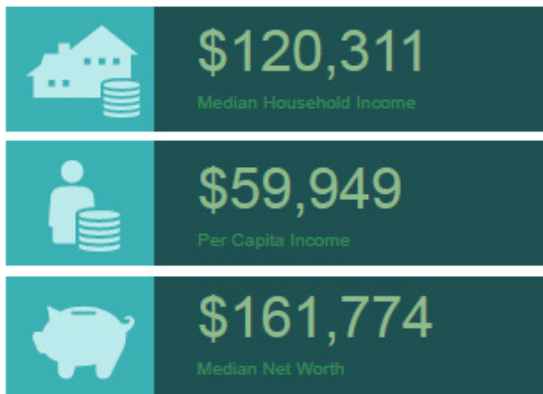 $120,311
Median Household Income
$59,949
Per Capita Income
$161,774
Median Net Worth